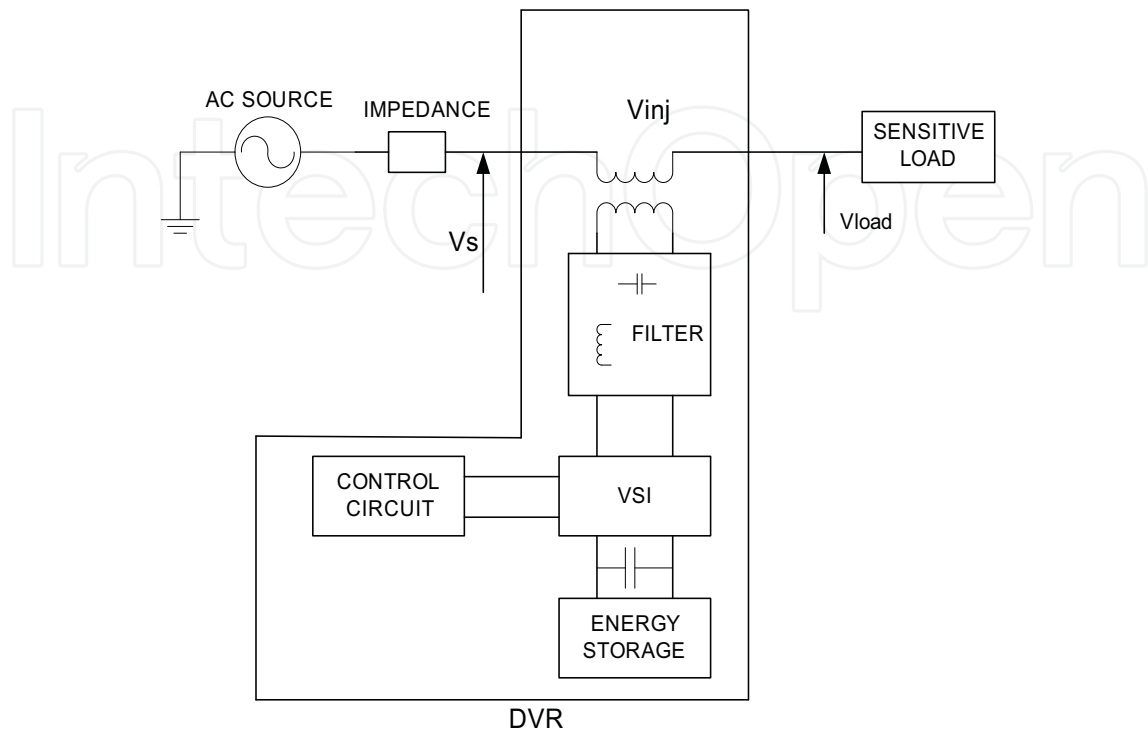 AC SOURCE
IMPEDANCE
Vinj
SENSITIVE
LOAD
Vs
Vload
FILTER
CONTROL
CIRCUIT
VSI
ENERGY
STORAGE
DVR
IntechOpen